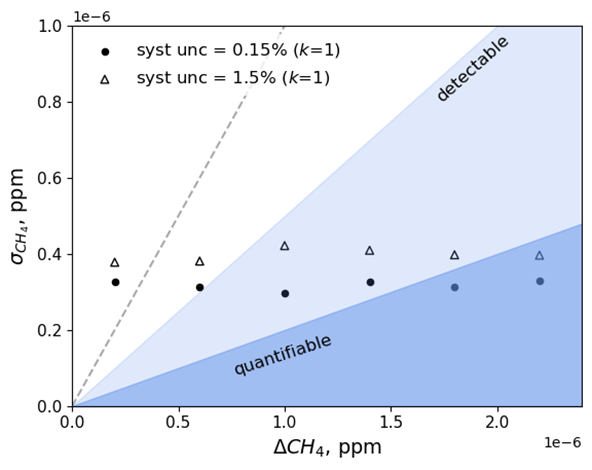 1e−6
1.0
0.8
0.6
0.4
0.2
0.0
σCH₄, ppm
● syst unc = 0.15% (k=1)
△ syst unc = 1.5% (k=1)
detectable
quantifiable
0.0 0.5 1.0 1.5 2.0
1e−6
ΔCH₄, ppm